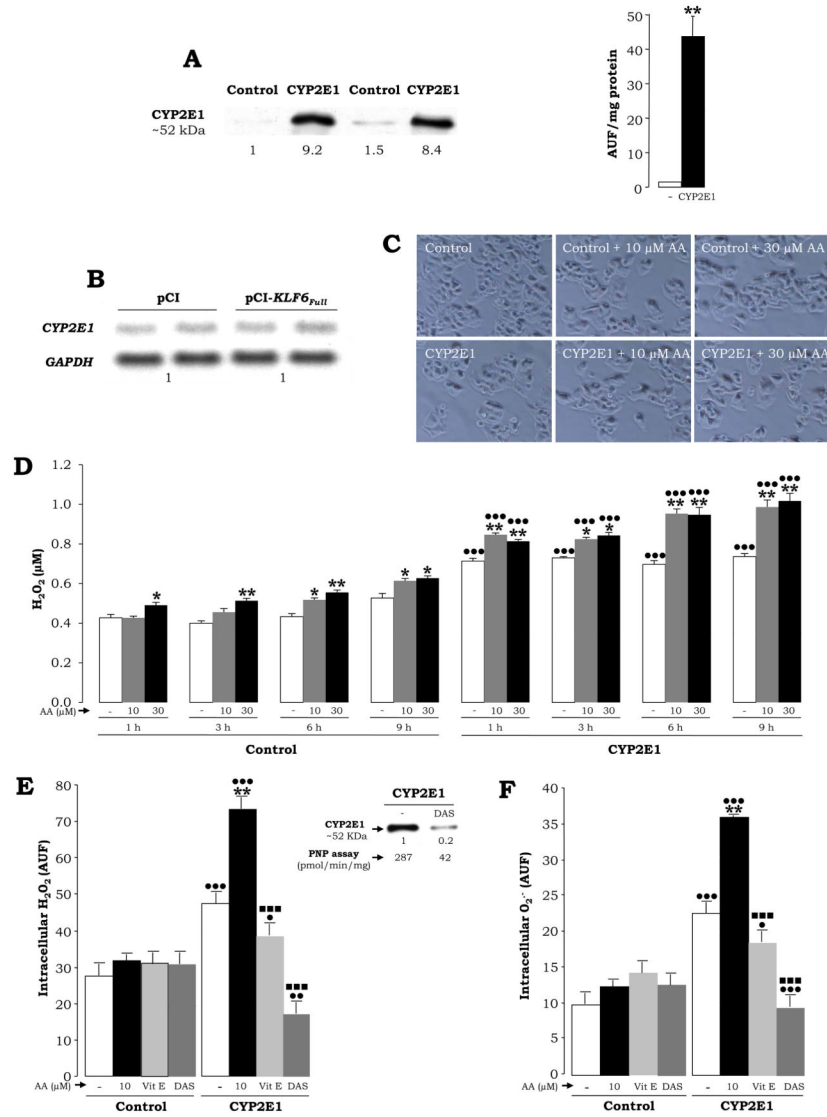 A
Control CYP2E1 Control CYP2E1
CYP2E1
~52 kDa
1 9.2 1.5 8.4
AUF/mg protein
50
40
30
20
10
0
**
- CYP2E1
B
pCI pCI-KLF6Full
CYP2E1
GAPDH
1 1
C
Control Control + 10 µM AA Control + 30 µM AA
CYP2E1 CYP2E1 + 10 µM AA CYP2E1 + 30 µM AA
D
H₂O₂ (µM)
1.2
1.0
0.8
0.6
0.4
0.2
0.0
* ** * ** * * ** ** * * ** ** ** **
AA (µM) - 10 30 - 10 30 - 10 30 - 10 30 - 10 30 - 10 30 - 10 30 - 10 30
1 h 3 h 6 h 9 h 1 h 3 h 6 h 9 h
Control CYP2E1
E
Intracellular H₂O₂ (AUF)
80
70
60
50
40
30
20
10
0
**
AA (µM) - 10 Vit E DAS - 10 Vit E DAS
Control CYP2E1
CYP2E1
- DAS
CYP2E1
~52 KDa
1 0.2
PNP assay
(pmol/min/mg)
287 42
F
Intracellular O₂·- (AUF)
40
35
30
25
20
15
10
5
0
**
AA (µM) - 10 Vit E DAS - 10 Vit E DAS
Control CYP2E1